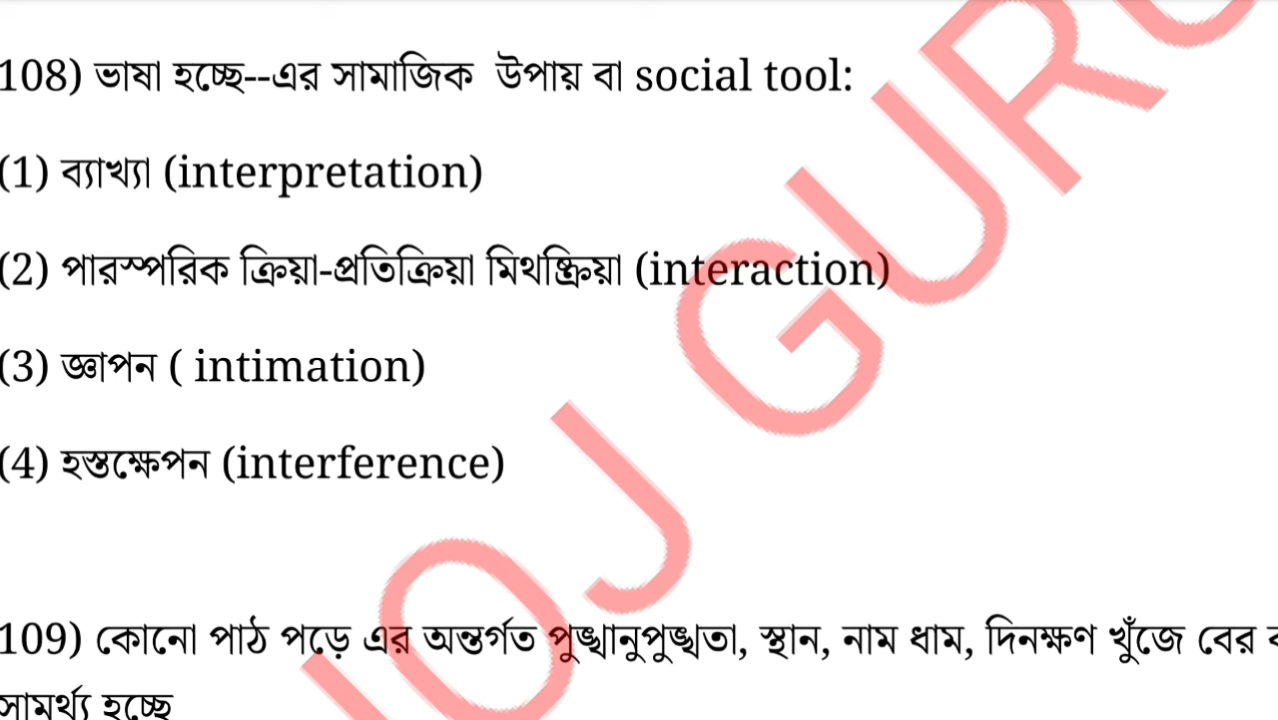 108) ভাষা হচ্ছে--এর সামাজিক উপায় বা social tool:
(1) ব্যাখ্যা (interpretation)
(2) পারস্পরিক ক্রিয়া-প্রতিক্রিয়া মিথষ্ক্রিয়া (interaction)
(3) জ্ঞাপন ( intimation)
(4) হস্তক্ষেপন (interference)
109) কোনো পাঠ পড়ে এর অন্তর্গত পুঙ্খানুপুঙ্খতা, স্থান, নাম ধাম, দিনক্ষণ খুঁজে বের
সামর্থ্য হচ্ছে